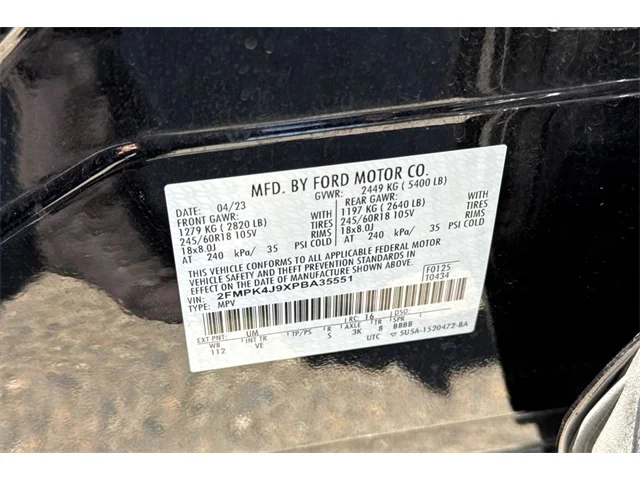 MFD. BY FORD MOTOR CO.
DATE: 04/23 GVWR: 2449 KG ( 5400 LB)
FRONT GAWR: REAR GAWR:
1279 KG ( 2820 LB) WITH 1197 KG ( 2640 LB) WITH
245/60R18 105V TIRES 245/60R18 105V TIRES
18x8.0J RIMS 18x8.0J RIMS
AT 240 kPa/ 35 PSI COLD AT 240 kPa/ 35 PSI COLD
THIS VEHICLE CONFORMS TO ALL APPLICABLE FEDERAL MOTOR
VEHICLE SAFETY AND THEFT PREVENTION STANDARDS IN
EFFECT ON THE DATE OF MANUFACTURE SHOWN ABOVE.
VIN: 2FMPK4J9XPBA35551 F0125
TYPE: MPV T0434
EXT PNT: UM RC: 16 DSO:
WB INT TR TP/PS R AXLE TR SPR
112 VE S 3K 8 BBBB
UTC 5USA-1520472-BA